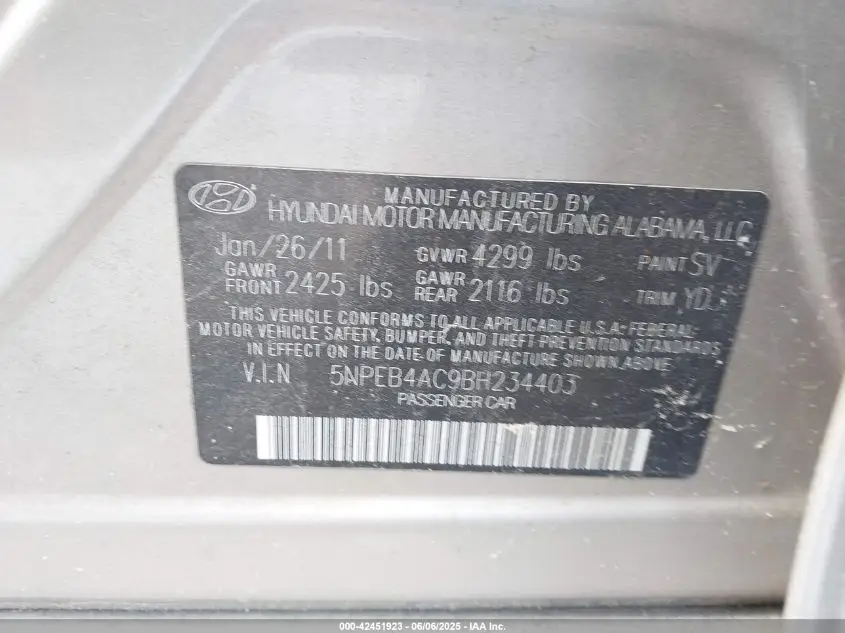 MANUFACTURED BY
HYUNDAI MOTOR MANUFACTURING ALABAMA, LLC
Jan/26/11 GVWR 4299 lbs PAINT SV
GAWR FRONT 2425 lbs GAWR REAR 2116 lbs TRIM YD
THIS VEHICLE CONFORMS TO ALL APPLICABLE U.S.A. FEDERAL
MOTOR VEHICLE SAFETY, BUMPER, AND THEFT PREVENTION STANDARDS
IN EFFECT ON THE DATE OF MANUFACTURE SHOWN ABOVE
V.I.N 5NPEB4AC9BH234403
PASSENGER CAR
000-42451923 - 06/06/2025 - IAA Inc.